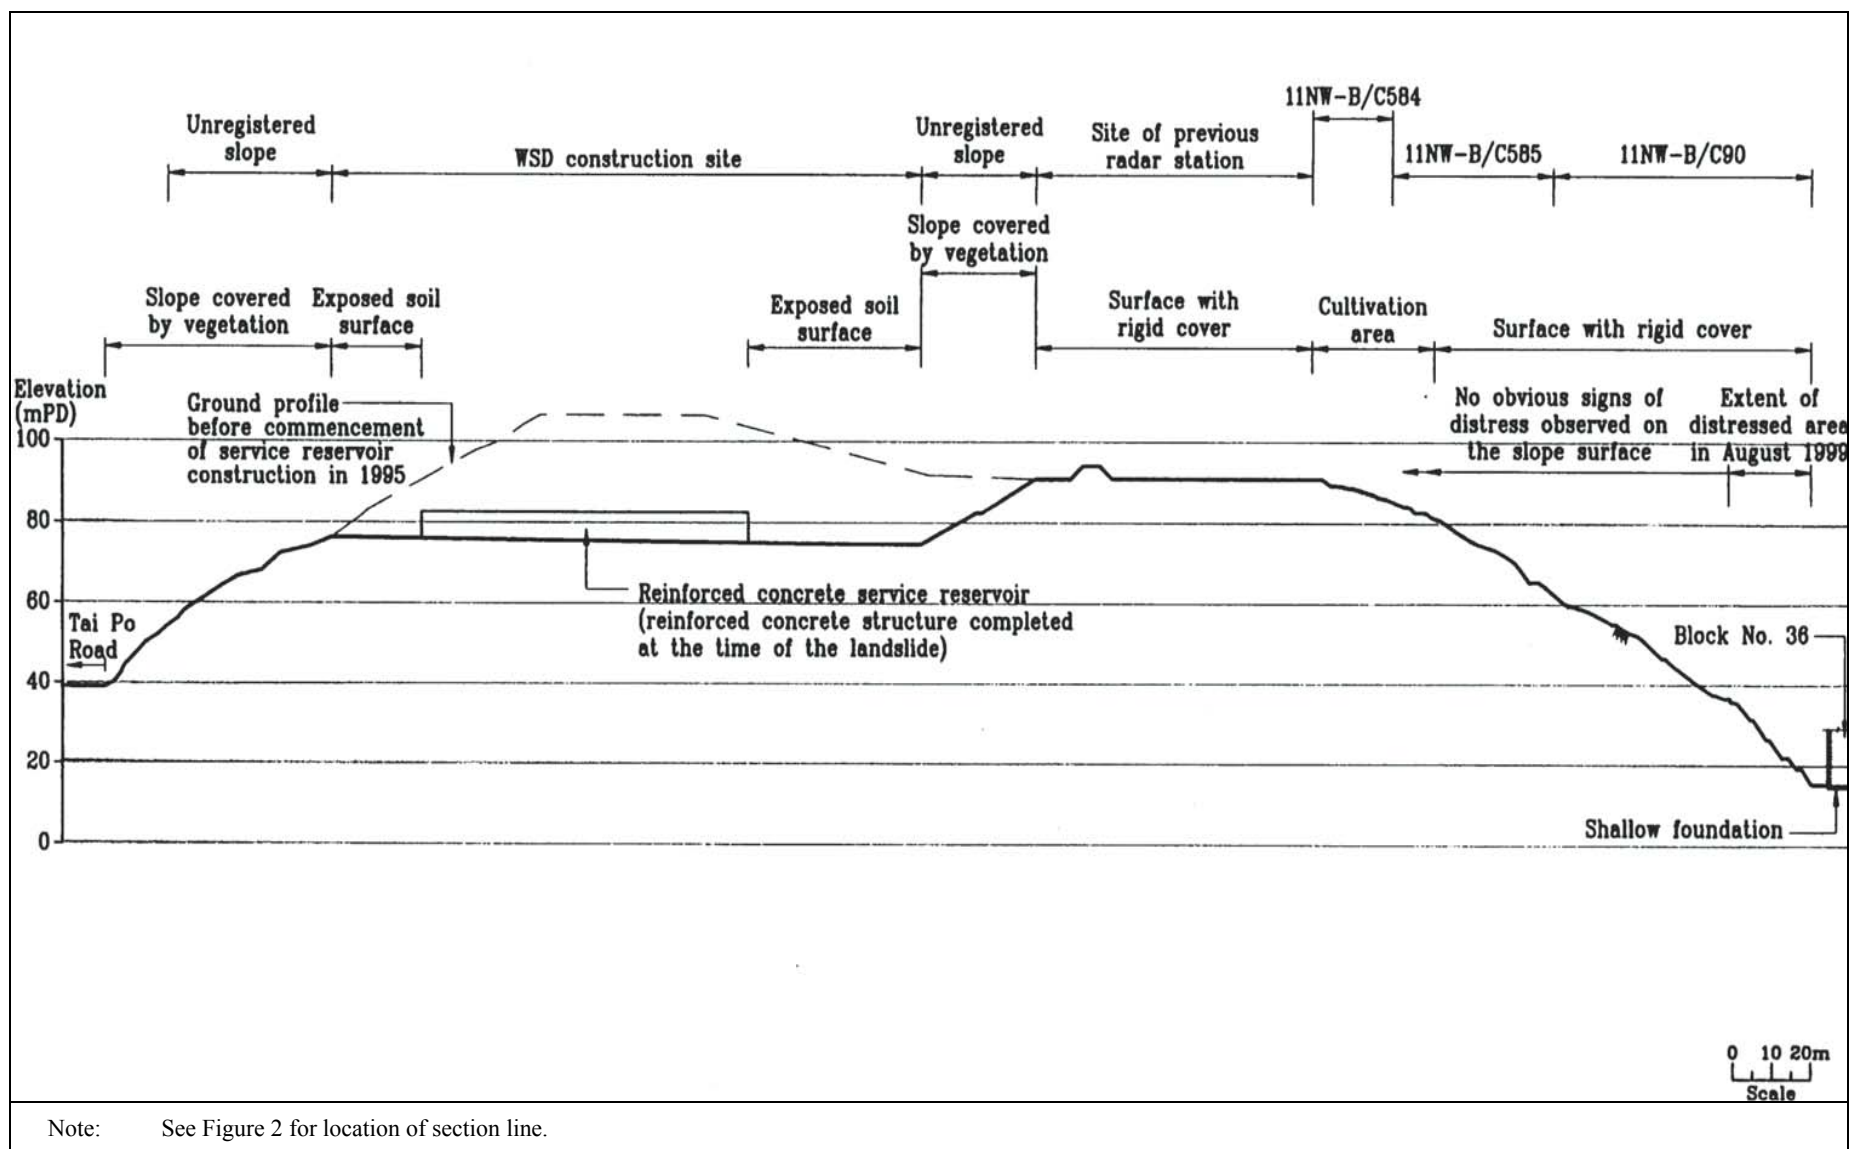 11NW-B/C584
Unregistered
slope
WSD construction site
Unregistered
slope
Site of previous
radar station
11NW-B/C585
11NW-B/C90
Slope covered
by vegetation
Slope covered
by vegetation
Exposed soil
surface
Exposed soil
surface
Surface with
rigid cover
Cultivation
area
Surface with rigid cover
Elevation
(mPD)
Ground profile
before commencement
of service reservoir
construction in 1995
No obvious signs of
distress observed on
the slope surface
Extent of
distressed area
in August 1999
100
80
60
40
20
0
Tai Po
Road
Reinforced concrete service reservoir
(reinforced concrete structure completed
at the time of the landslide)
Block No. 36
Shallow foundation
0 10 20m
Scale
Note: See Figure 2 for location of section line.